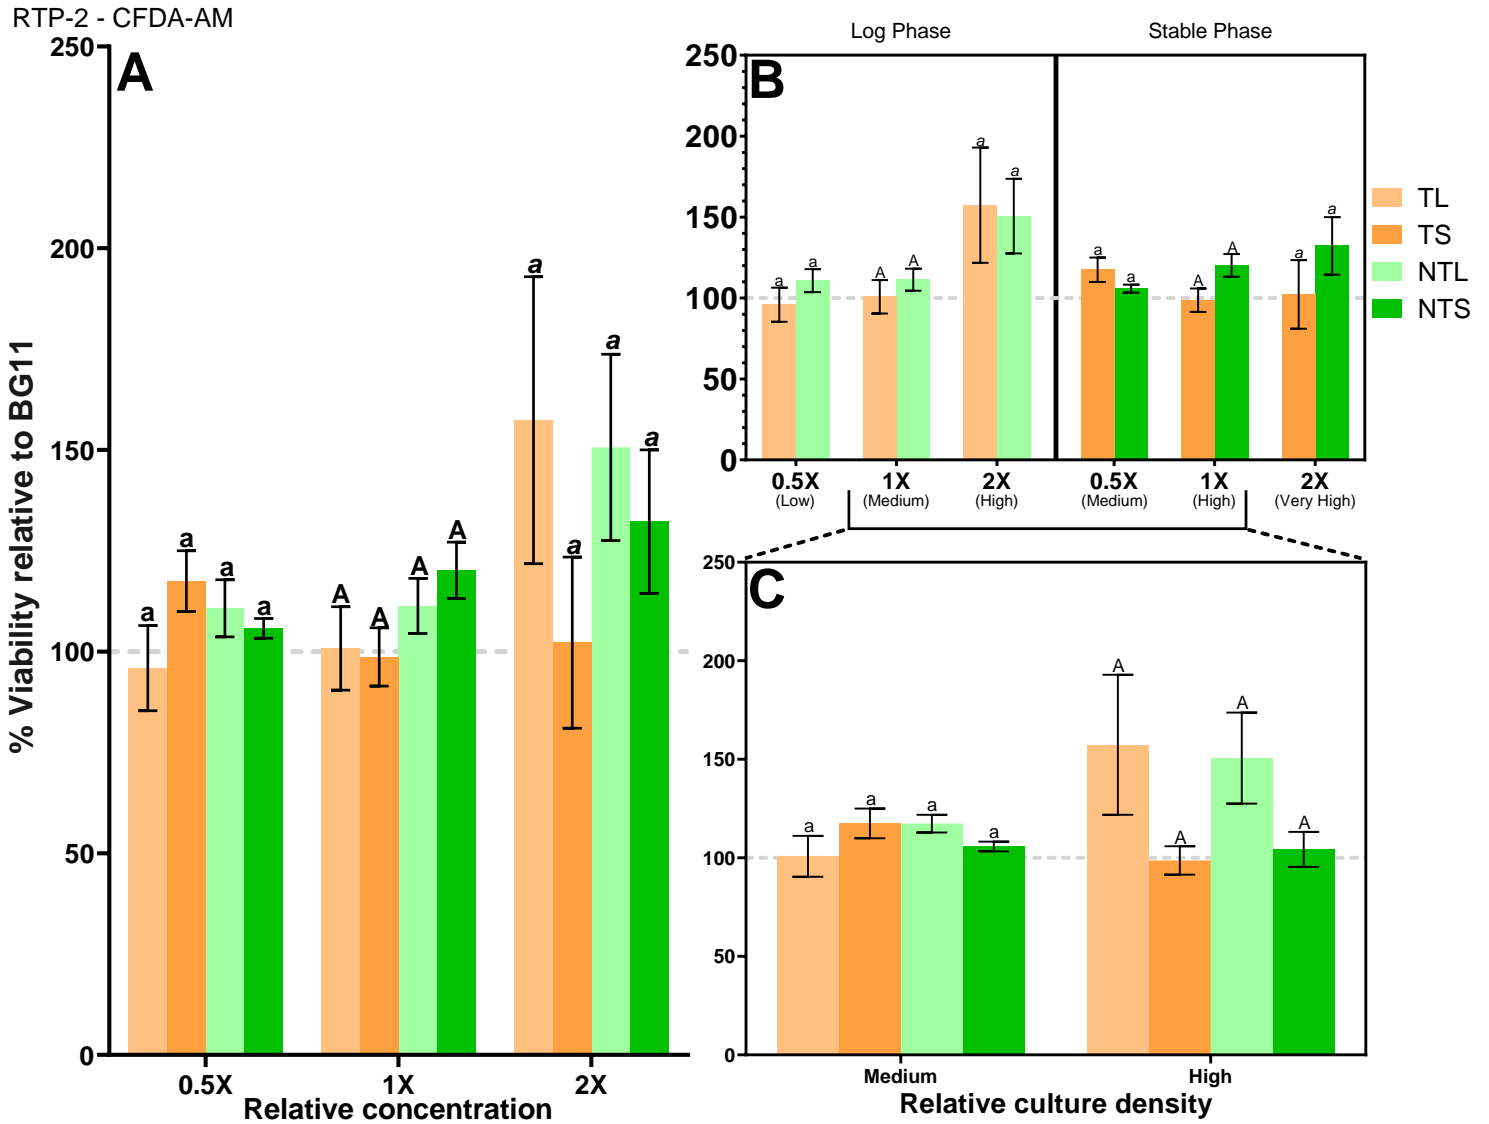 RTP-2 - CFDA-AM
A
% Viability relative to BG11
250
200
150
100
50
0
a
a
a
a
A
A
A
A
a
a
a
a
0.5X 1X 2X
Relative concentration
Log Phase Stable Phase
B
250
200
150
100
50
0
a
a
A
A
a
a
a
a
A
A
a
a
0.5X 1X 2X 0.5X 1X 2X
(Low) (Medium) (High) (Medium) (High) (Very High)
TL
TS
NTL
NTS
C
250
200
150
100
50
0
a
a
a
a
A
A
A
A
Medium High
Relative culture density